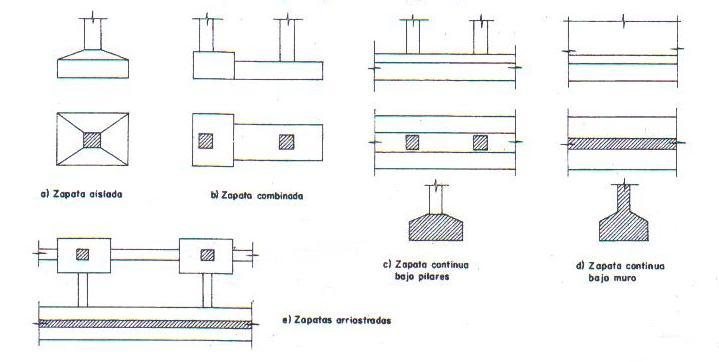 a) Zapata aislada
b) Zapata combinada
c) Zapata continua
bajo pilares
d) Zapata continua
bajo muro
e) Zapatas arriostradas